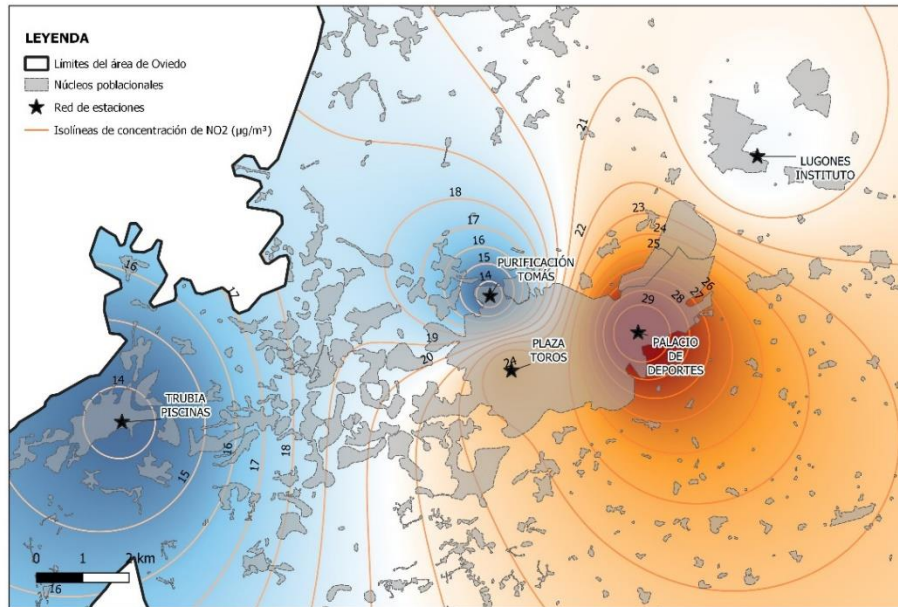 LEYENDA
Límites del área de Oviedo
Núcleos poblacionales
Red de estaciones
Isolíneas de concentración de NO2 (µg/m³)
21
LUGONES
INSTITUTO
18
23
17
22
24
16
25
15
PURIFICACIÓN
TOMÁS
14
16
17
26
27
28
29
19
20
PLAZA
TOROS
24
PALACIO
DE
DEPORTES
14
TRUBIA
PISCINAS
15
16
17
18
0 1 2 km
16